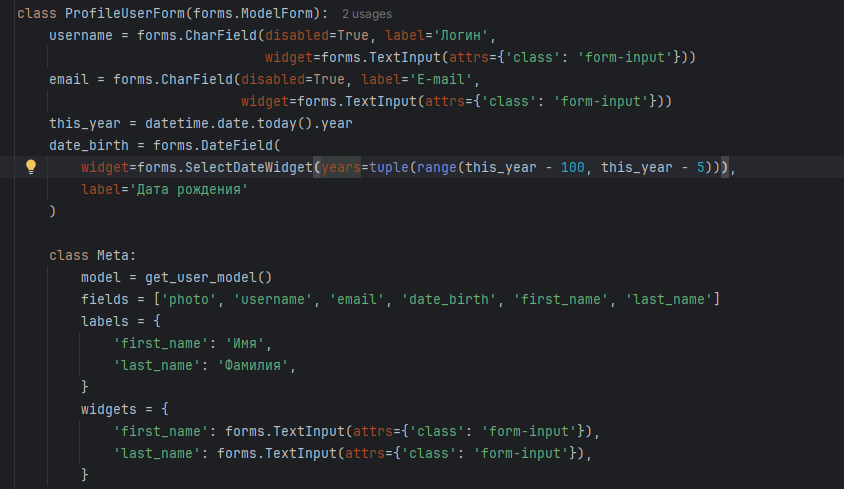 class ProfileUserForm(forms.ModelForm): 2 usages
    username = forms.CharField(disabled=True, label='Логин',
                               widget=forms.TextInput(attrs={'class': 'form-input'}))
    email = forms.CharField(disabled=True, label='E-mail',
                            widget=forms.TextInput(attrs={'class': 'form-input'}))
    this_year = datetime.date.today().year
    date_birth = forms.DateField(
        widget=forms.SelectDateWidget(years=tuple(range(this_year - 100, this_year - 5))),
        label='Дата рождения'
    )

    class Meta:
        model = get_user_model()
        fields = ['photo', 'username', 'email', 'date_birth', 'first_name', 'last_name']
        labels = {
            'first_name': 'Имя',
            'last_name': 'Фамилия',
        }
        widgets = {
            'first_name': forms.TextInput(attrs={'class': 'form-input'}),
            'last_name': forms.TextInput(attrs={'class': 'form-input'}),
        }